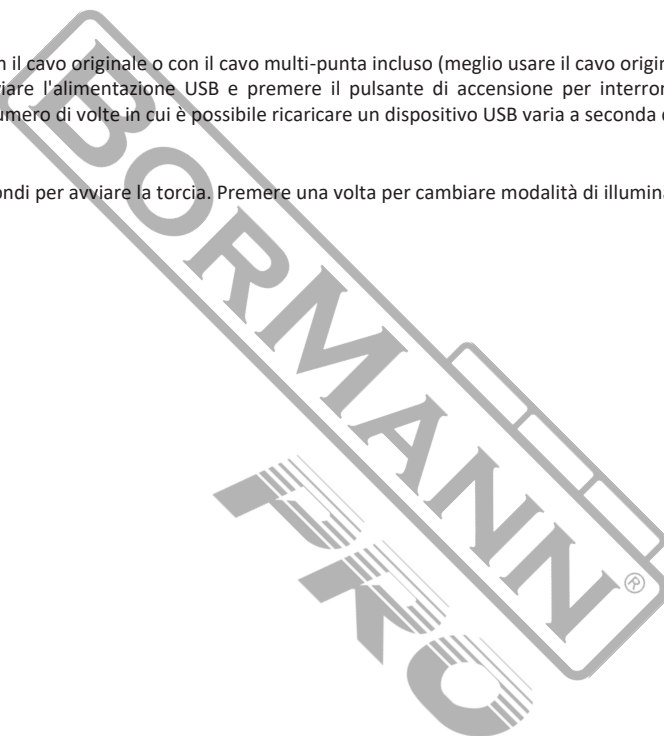 n il cavo originale o con il cavo multi-punta incluso (meglio usare il cavo origin
iare l'alimentazione USB e premere il pulsante di accensione per interron
umero di volte in cui è possibile ricaricare un dispositivo USB varia a seconda
ondi per avviare la torcia. Premere una volta per cambiare modalità di illumina
BORMANN®
PRO